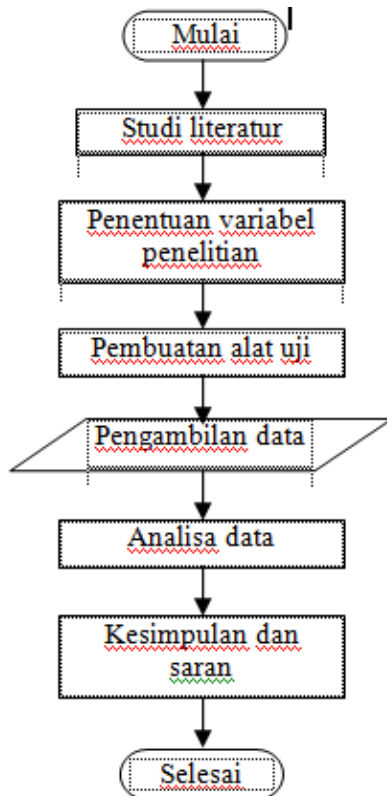 Mulai
Studi literatur
Penentuan variabel
penelitian
Pembuatan alat uji
Pengambilan data
Analisa data
Kesimpulan dan
saran
Selesai